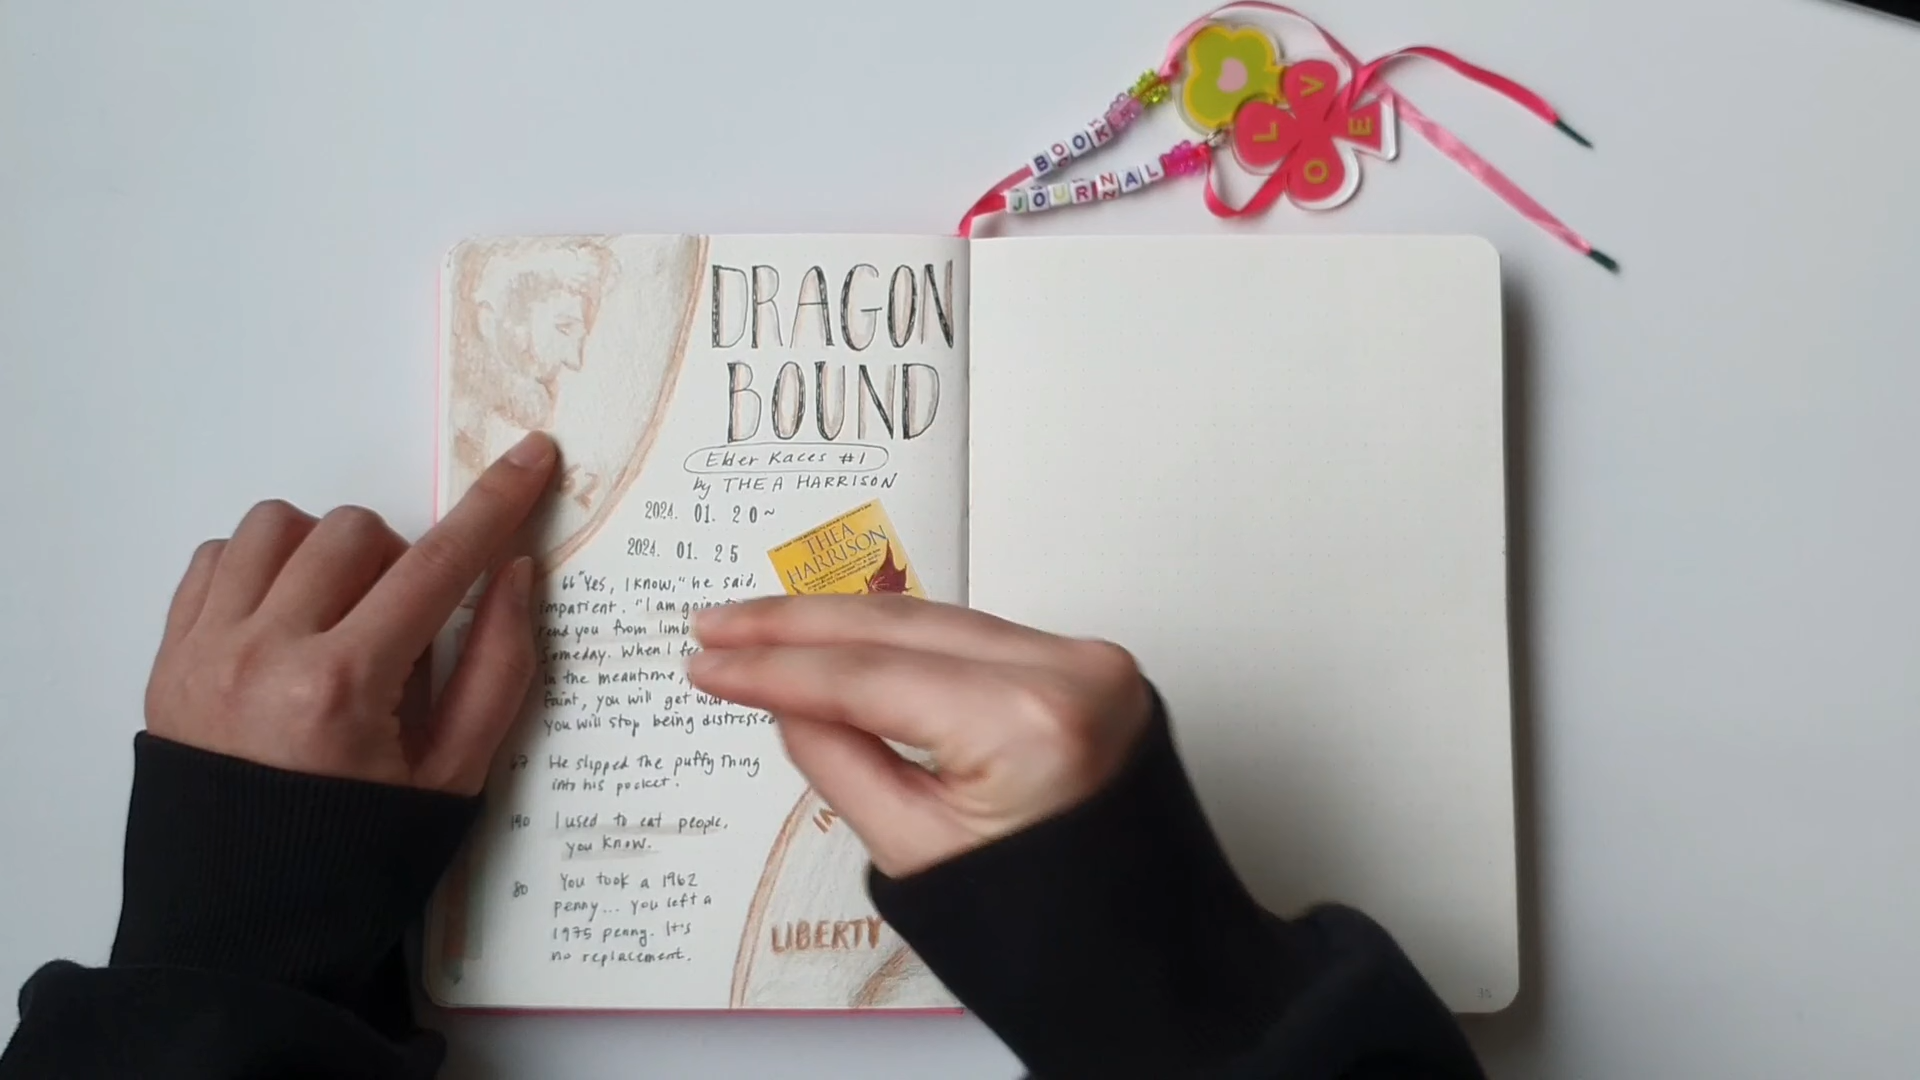 BOOK
JOURNAL
L
O
V
E
DRAGON
BOUND
Elder Races #1
by THEA HARRISON
2024. 01. 20~
2024. 01. 25
THEA
HARRISON
66 "Yes, I know," he said,
impatient. "I am going
rend you from limb
Someday. When I
In the meantime,
faint, you will get
You will stop being distressed
67 He slipped the puffy thing
into his pocket.
190 I used to eat people,
you know.
80 You took a 1962
penny... you left a
1975 penny. It's
no replacement.
IN
LIBERTY